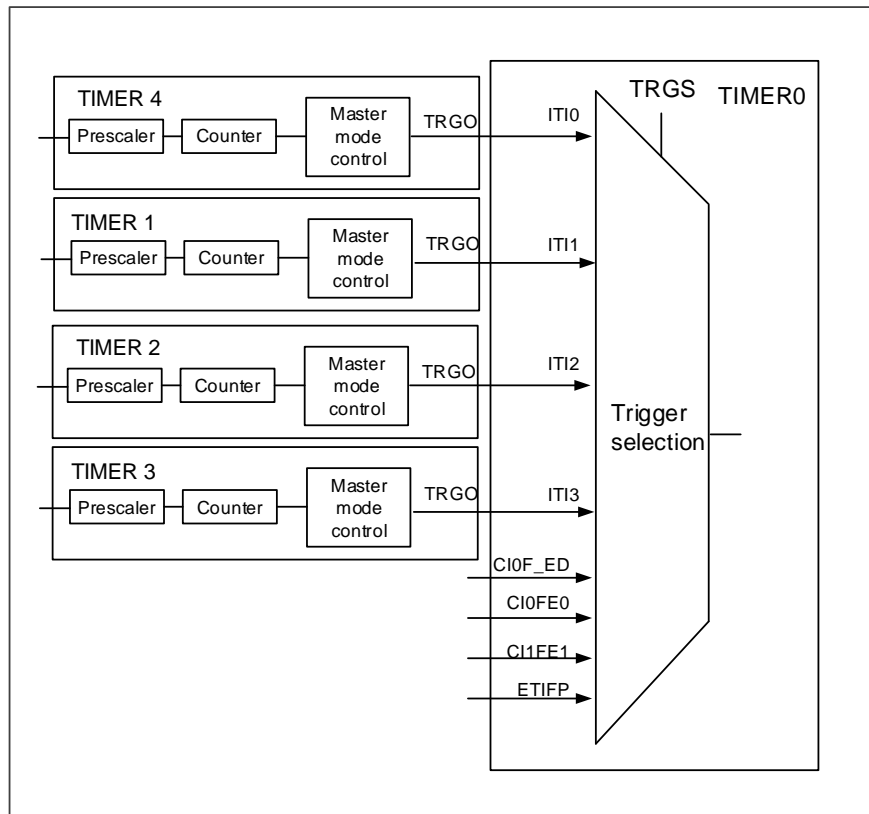 TRGS
TIMER0
TIMER 4
Prescaler
Counter
Master
mode
control
TRGO
ITI0
TIMER 1
Prescaler
Counter
Master
mode
control
TRGO
ITI1
TIMER 2
Prescaler
Counter
Master
mode
control
TRGO
ITI2
Trigger
selection
TIMER 3
Prescaler
Counter
Master
mode
control
TRGO
ITI3
CI0F_ED
CI0FE0
CI1FE1
ETIFP